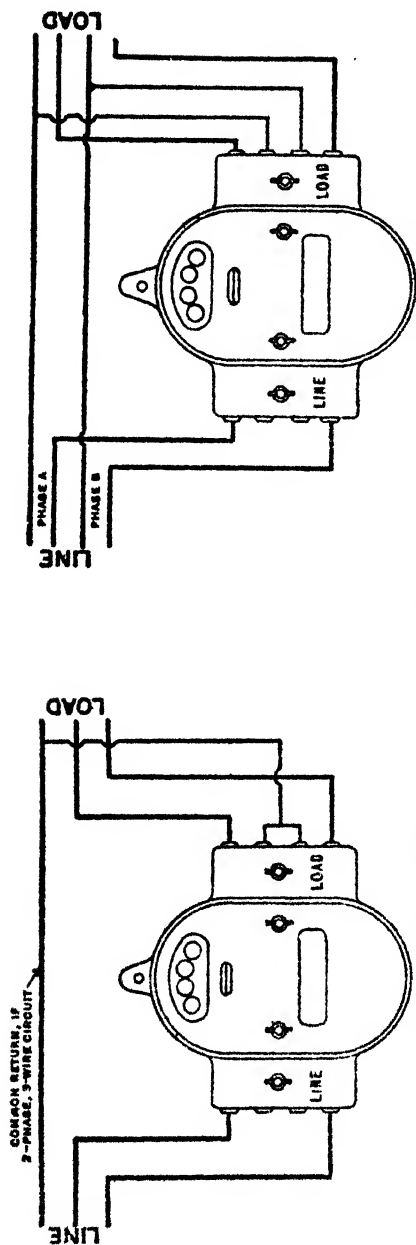 LINE
COMMON RETURN, IF
2-PHASE, 3-WIRE CIRCUIT
LOAD
LINE
LOAD
LINE
PHASE A
PHASE B
LOAD
LINE
LOAD